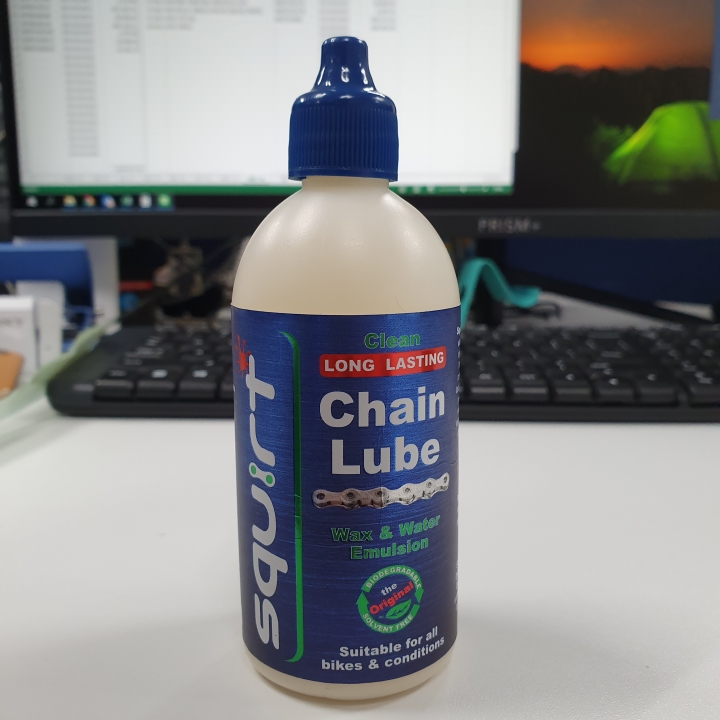 PRISM+
squirt
Clean
LONG LASTING
Chain
Lube
Wax & Water
Emulsion
BIODEGRADABLE
the
Original
SOLVENT FREE
Suitable for all
bikes & conditions